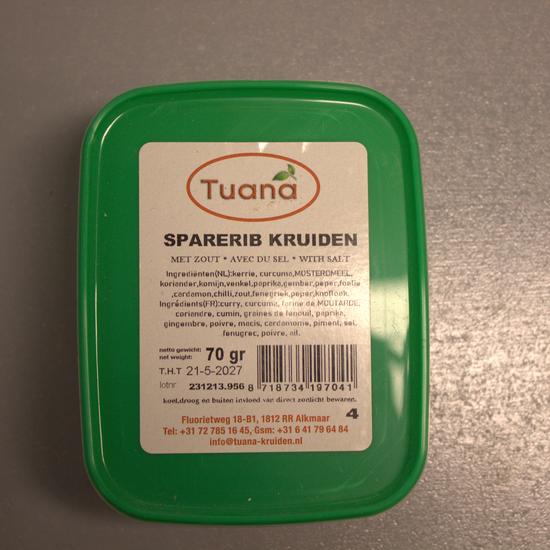 Tuana
SPARERIB KRUIDEN
MET ZOUT * AVEC DU SEL * WITH SALT
Ingrediënten(NL):kerrie, curcuma,MOSTERDMEEL,
koriander,komijn,venkel,paprika,gember,peper,foelie
,cardamon,chilli,zout,fenegriek,peper,knoflook.
Ingrédients(FR):curry, curcuma, farine de MOUTARDE,
coriandre, cumin, graines de fenouil, paprika,
gingembre, poivre, macis, cardamome, piment, sel,
fenugrec, poivre, ail.
netto gewicht:
net weight: 70 gr
T.H.T 21-5-2027
lotnr. 231213.956
8 718734 197041
koel,droog en buiten invloed van direct zonlicht bewaren.
4
Fluorietweg 18-B1, 1812 RR Alkmaar
Tel: +31 72 785 16 45, Gsm: +31 6 41 79 64 84
info@tuana-kruiden.nl